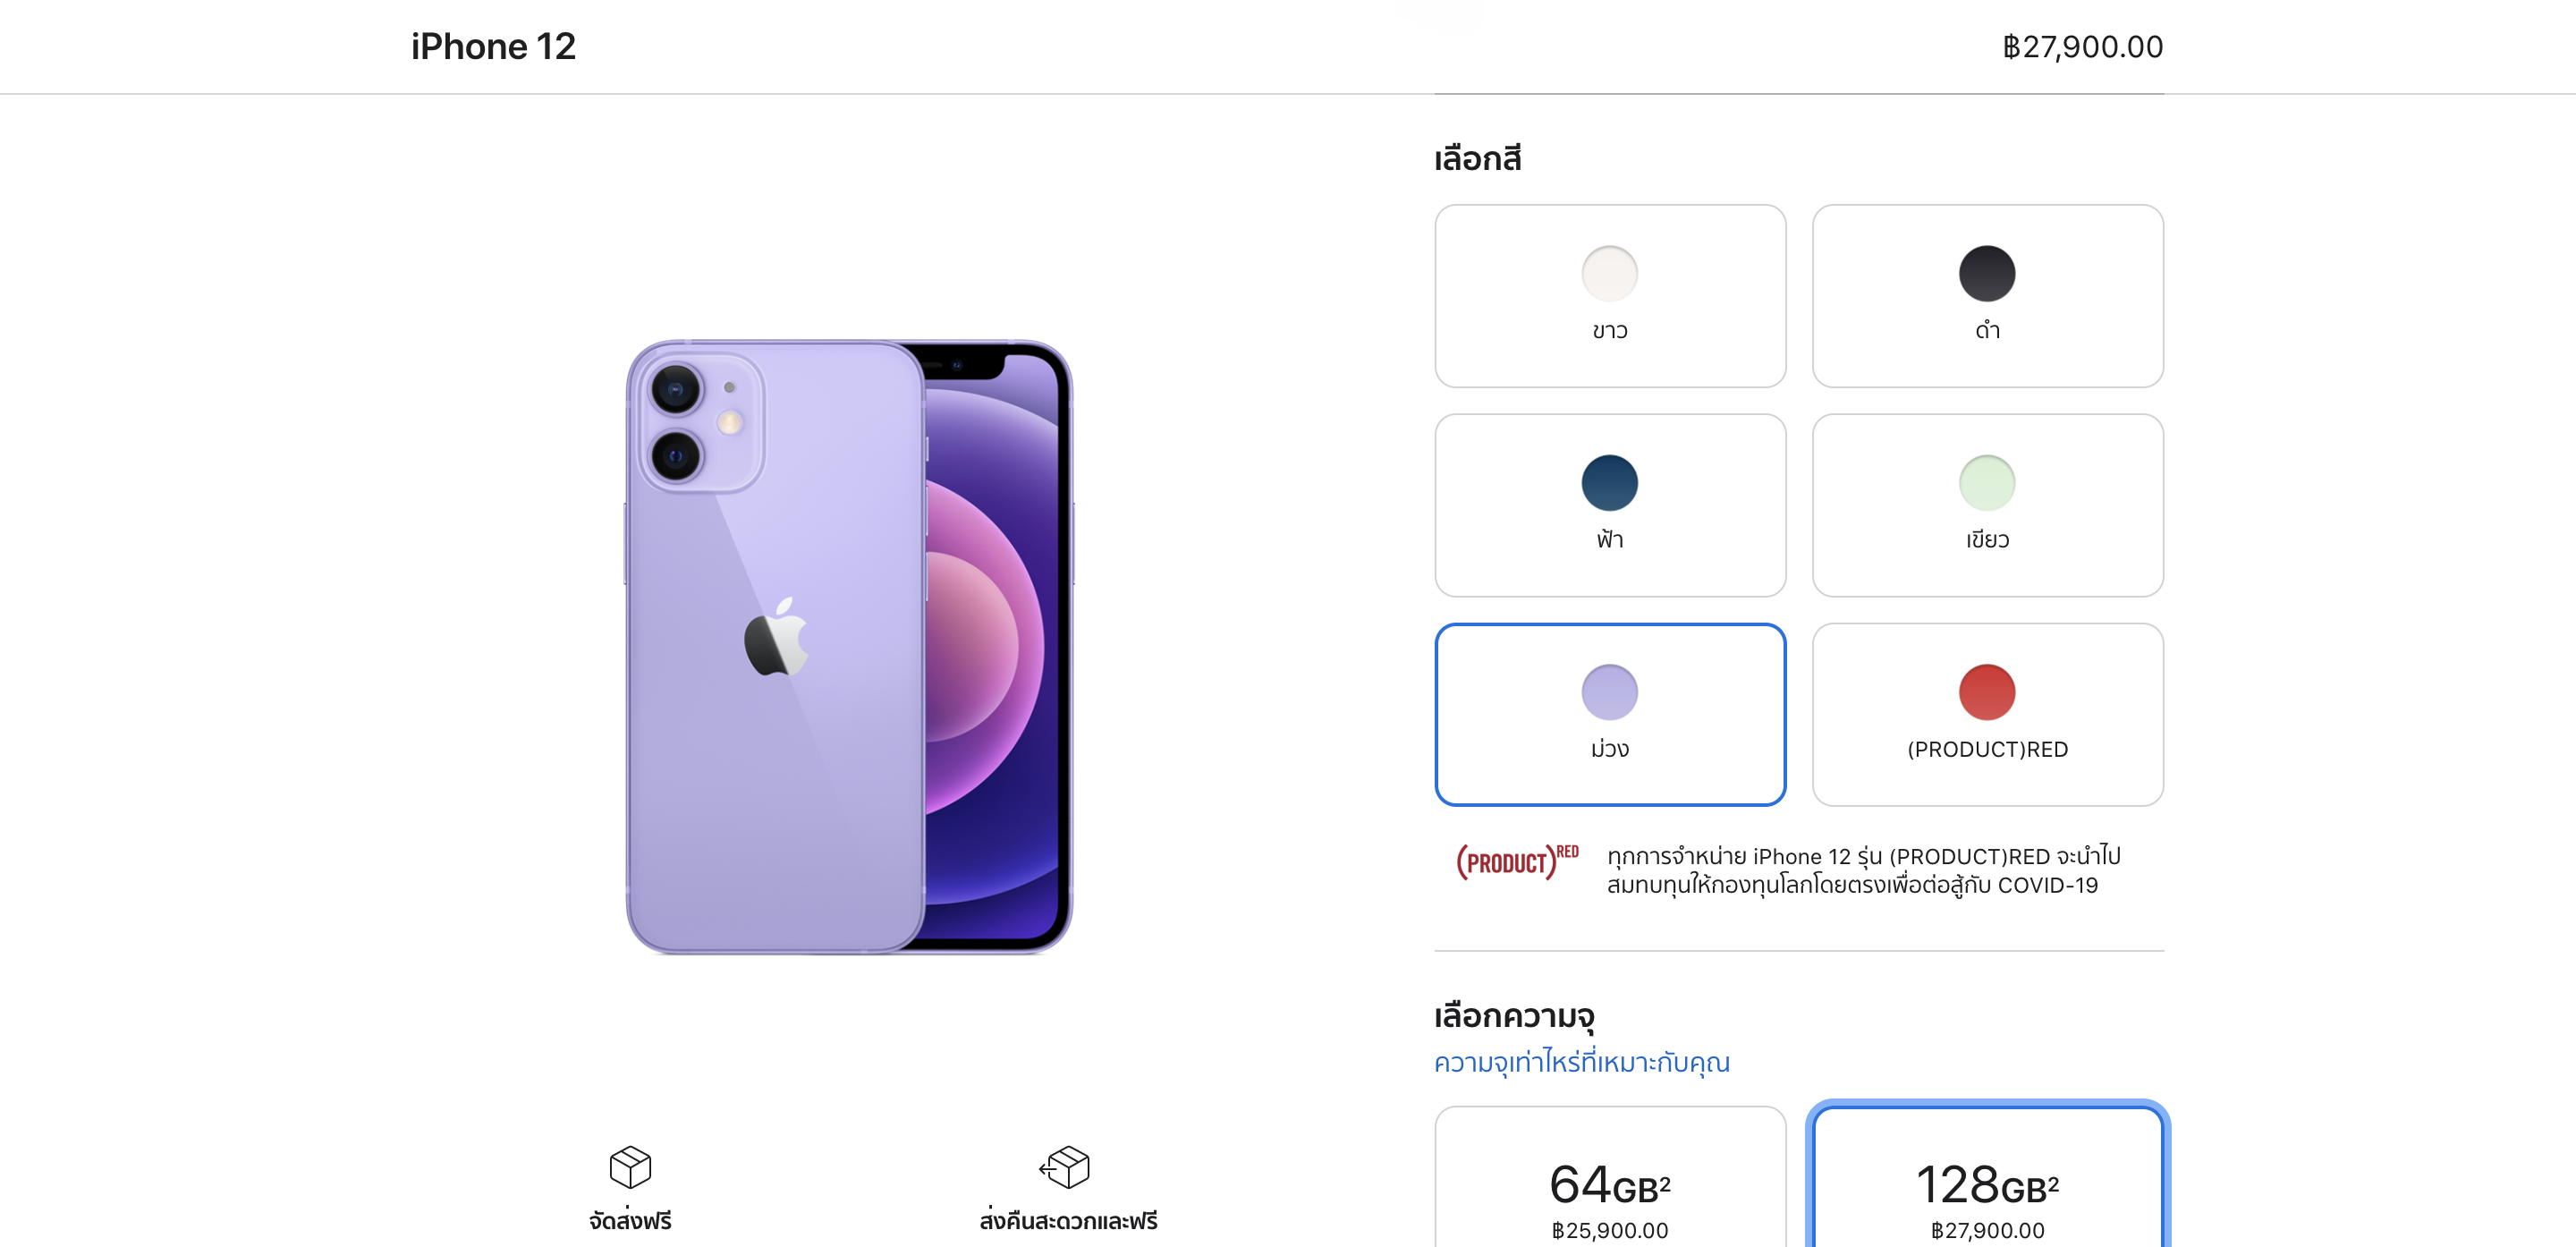 iPhone 12
฿27,900.00
เลือกสี
ขาว
ดำ
ฟ้า
เขียว
ม่วง
(PRODUCT)RED
(PRODUCT)RED
ทุกการจำหน่าย iPhone 12 รุ่น (PRODUCT)RED จะนำไป
สมทบทุนให้กองทุนโลกโดยตรงเพื่อต่อสู้กับ COVID-19
เลือกความจุ
ความจุเท่าไหร่ที่เหมาะกับคุณ
64GB²
฿25,900.00
128GB²
฿27,900.00
จัดส่งฟรี
ส่งคืนสะดวกและฟรี